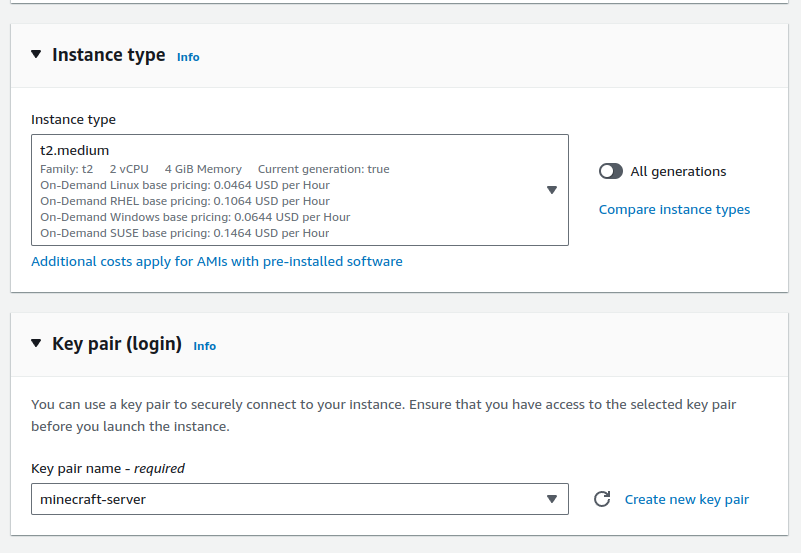 Instance type Info
Instance type
t2.medium
Family: t2 2 vCPU 4 GiB Memory Current generation: true
On-Demand Linux base pricing: 0.0464 USD per Hour
On-Demand RHEL base pricing: 0.1064 USD per Hour
On-Demand Windows base pricing: 0.0644 USD per Hour
On-Demand SUSE base pricing: 0.1464 USD per Hour
All generations
Compare instance types
Additional costs apply for AMIs with pre-installed software
Key pair (login) Info
You can use a key pair to securely connect to your instance. Ensure that you have access to the selected key pair
before you launch the instance.
Key pair name - required
minecraft-server
Create new key pair